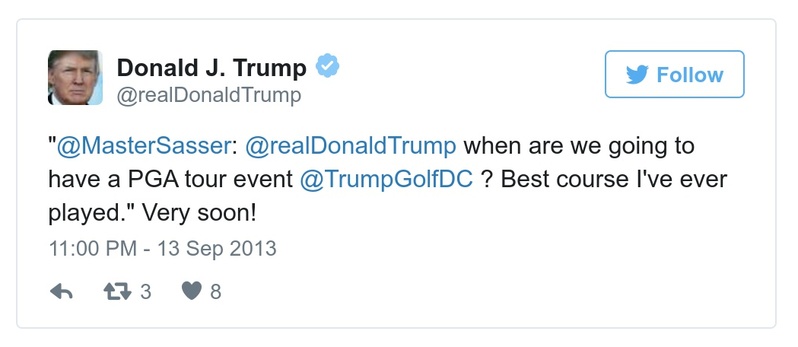 Donald J. Trump
@realDonaldTrump
Follow
"@MasterSasser: @realDonaldTrump when are we going to
have a PGA tour event @TrumpGolfDC ? Best course I've ever
played." Very soon!
11:00 PM - 13 Sep 2013
3 8